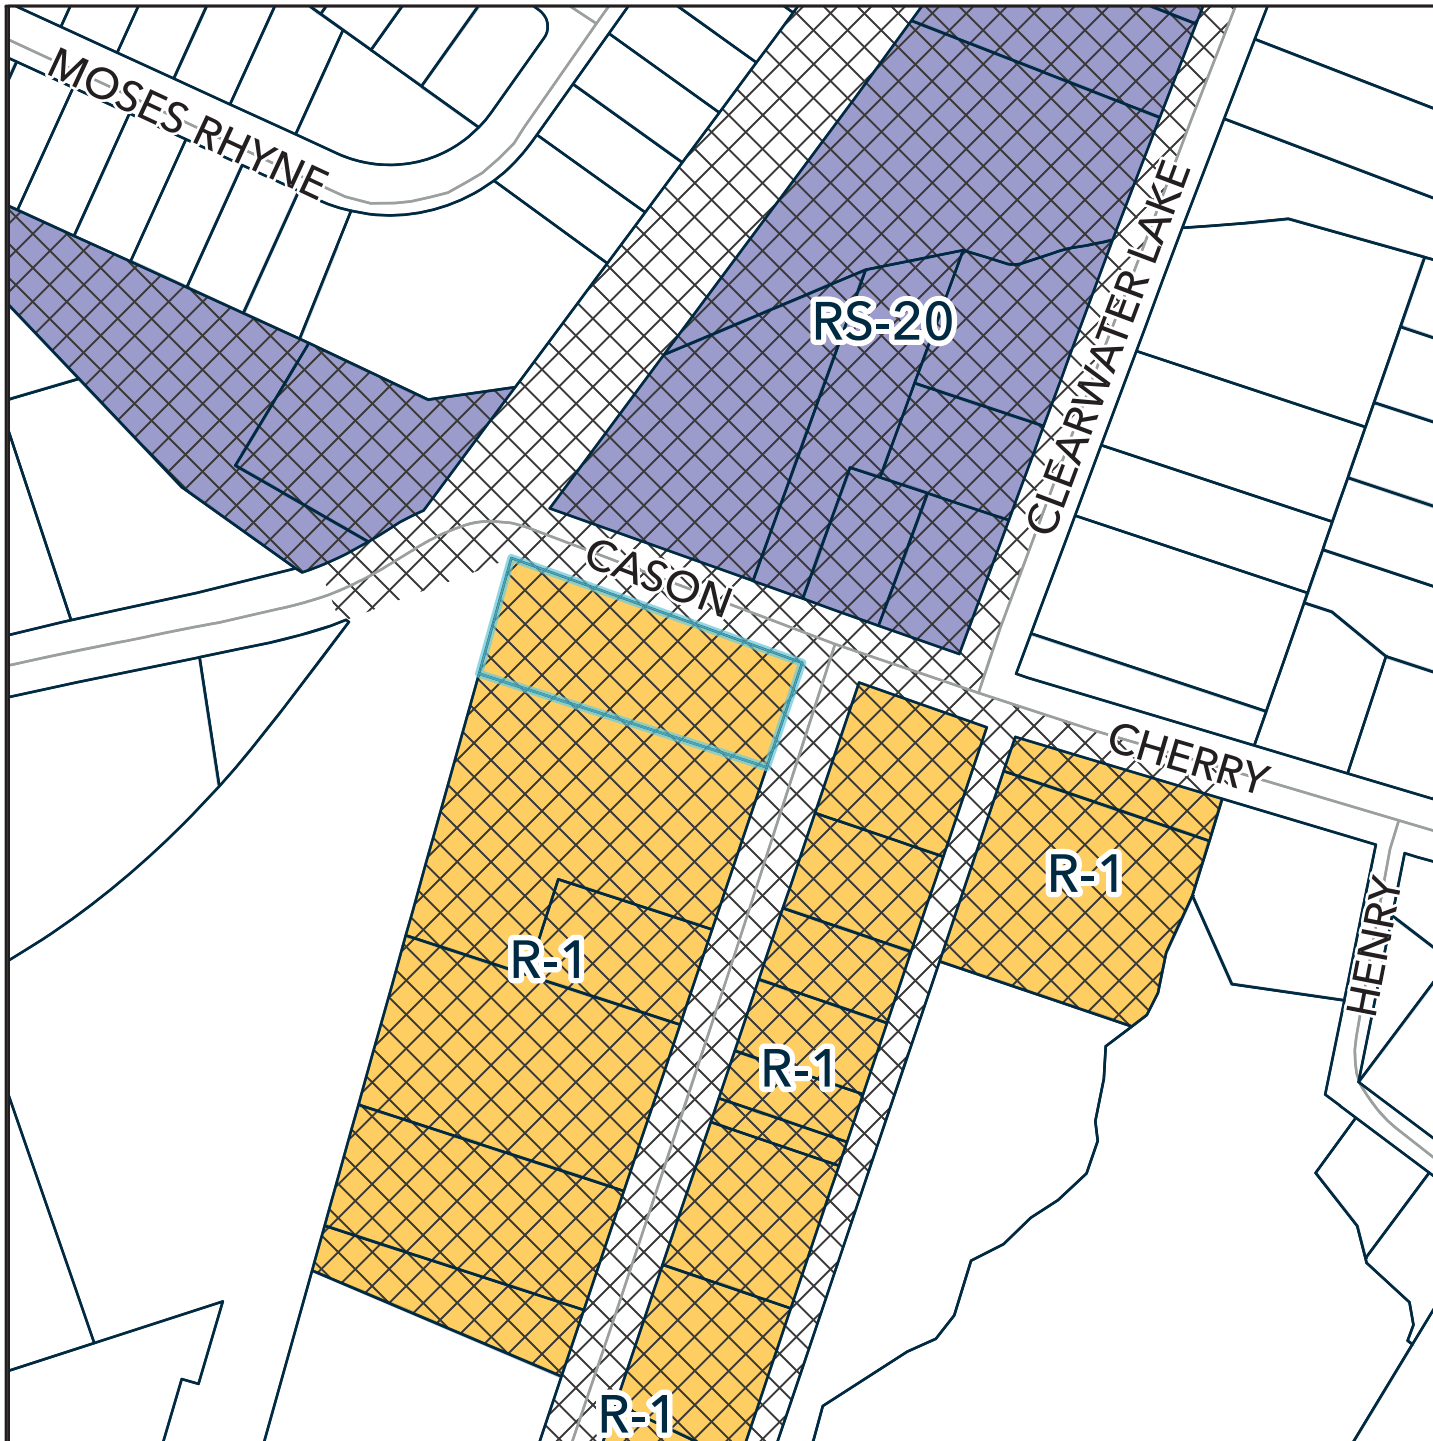 MOSES RHYNE
CLEARWATER LAKE
RS-20
CASON
CHERRY
R-1
HENRY
R-1
R-1
R-1